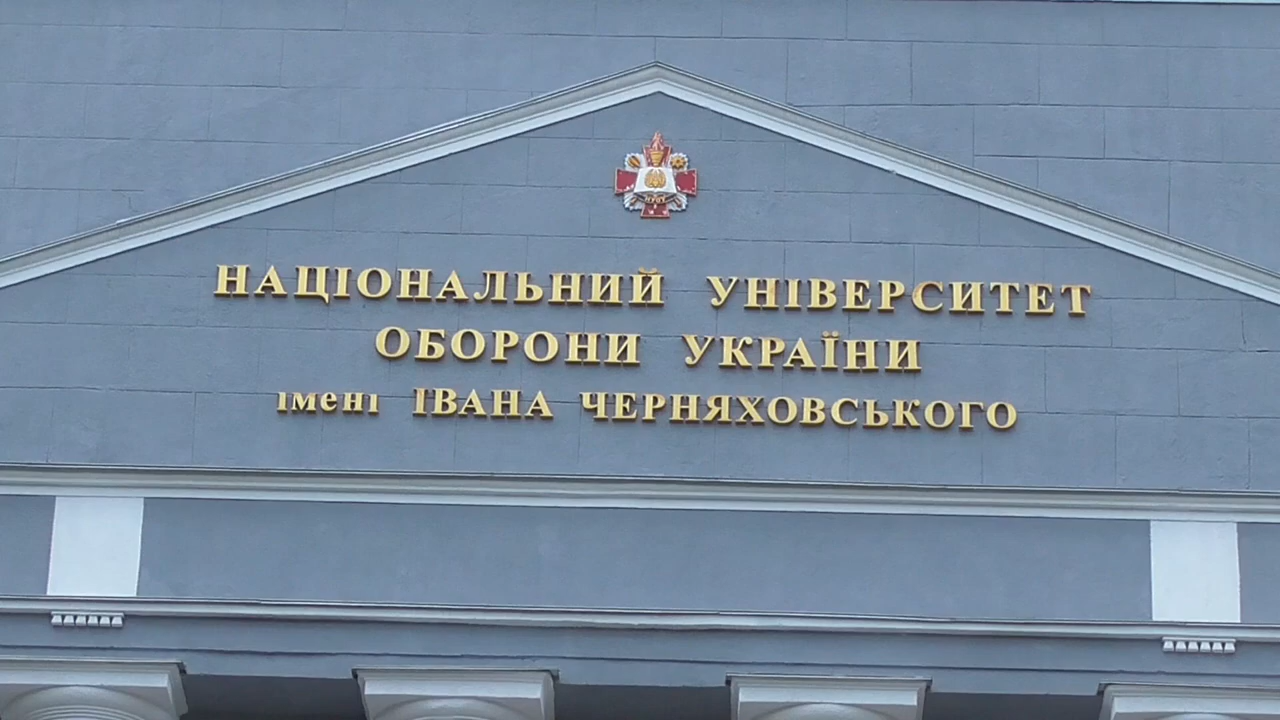 НАЦІОНАЛЬНИЙ УНІВЕРСИТЕТ
ОБОРОНИ УКРАЇНИ
імені ІВАНА ЧЕРНЯХОВСЬКОГО